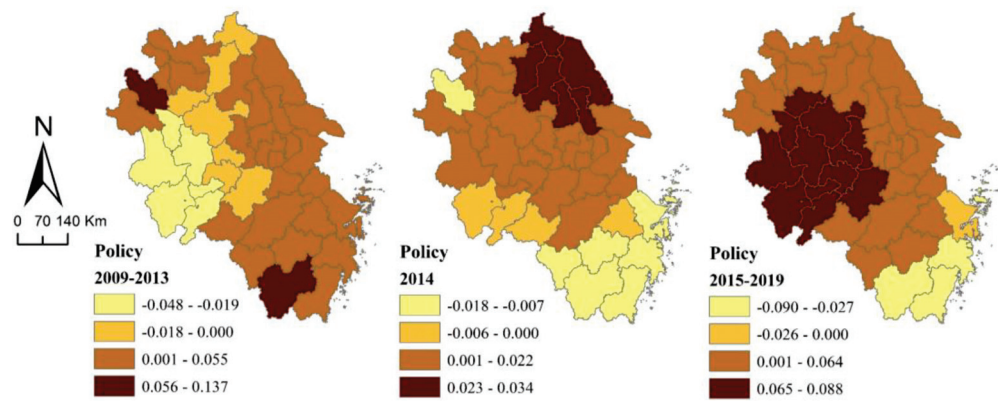 N
0 70 140 Km
Policy
2009-2013
-0.048 - -0.019
-0.018 - 0.000
0.001 - 0.055
0.056 - 0.137
Policy
2014
-0.018 - -0.007
-0.006 - 0.000
0.001 - 0.022
0.023 - 0.034
Policy
2015-2019
-0.090 - -0.027
-0.026 - 0.000
0.001 - 0.064
0.065 - 0.088